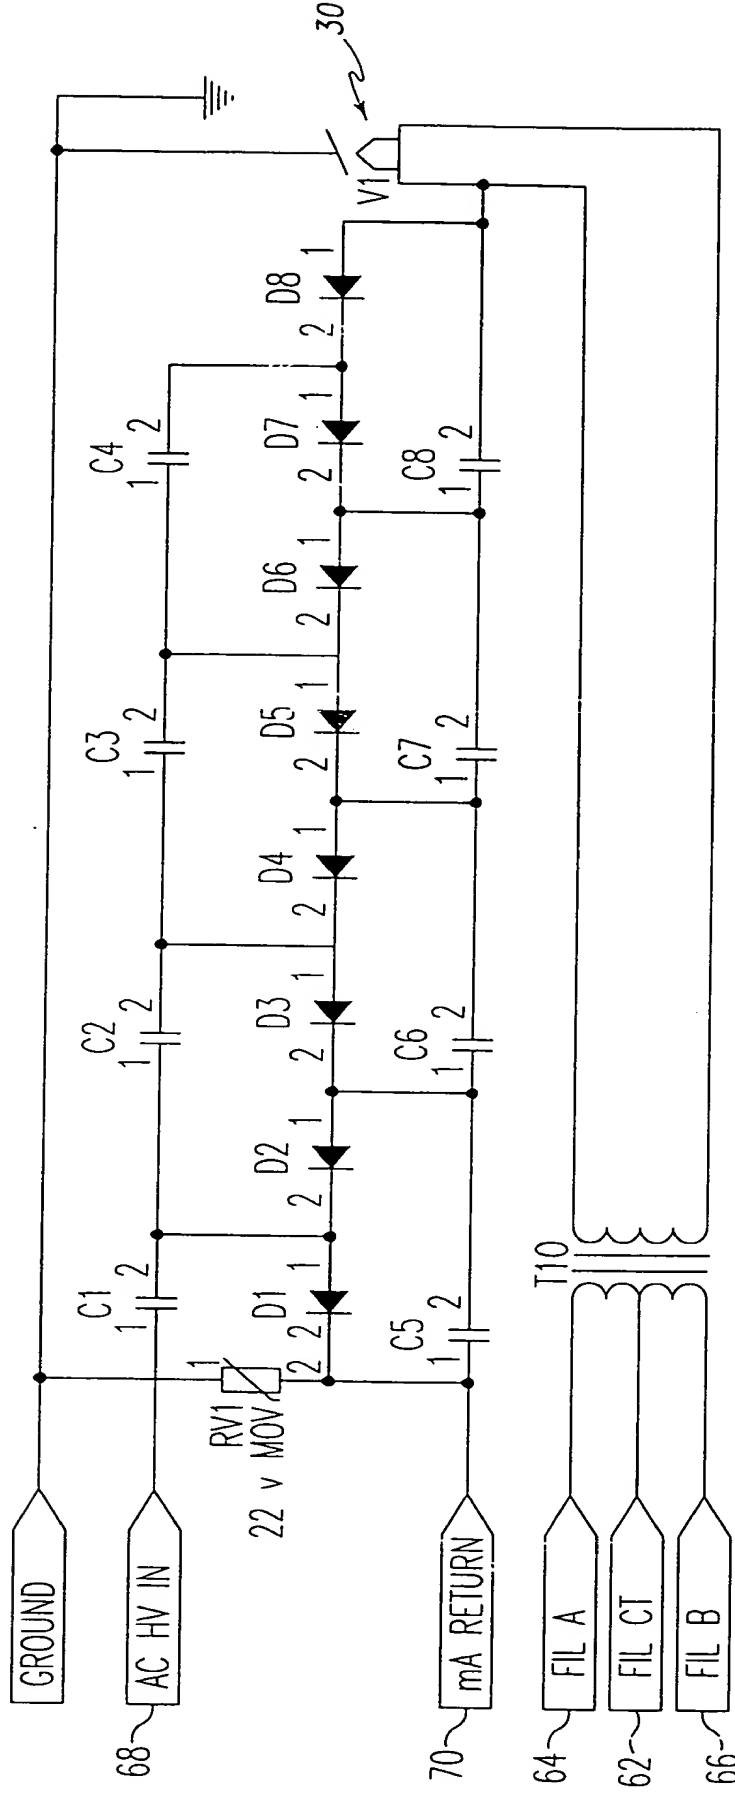 30
GROUND
68
AC HV IN
C1
1 2
C2
1 2
C3
1 2
C4
1 2
RV1
22 v MOV
1
2
D1
2 1
D2
2 1
D3
2 1
D4
2 1
D5
2 1
D6
2 1
D7
2 1
D8
2 1
V1
70
mA RETURN
C5
1 2
C6
1 2
C7
1 2
C8
1 2
T10
64
FIL A
62
FIL CT
66
FIL B